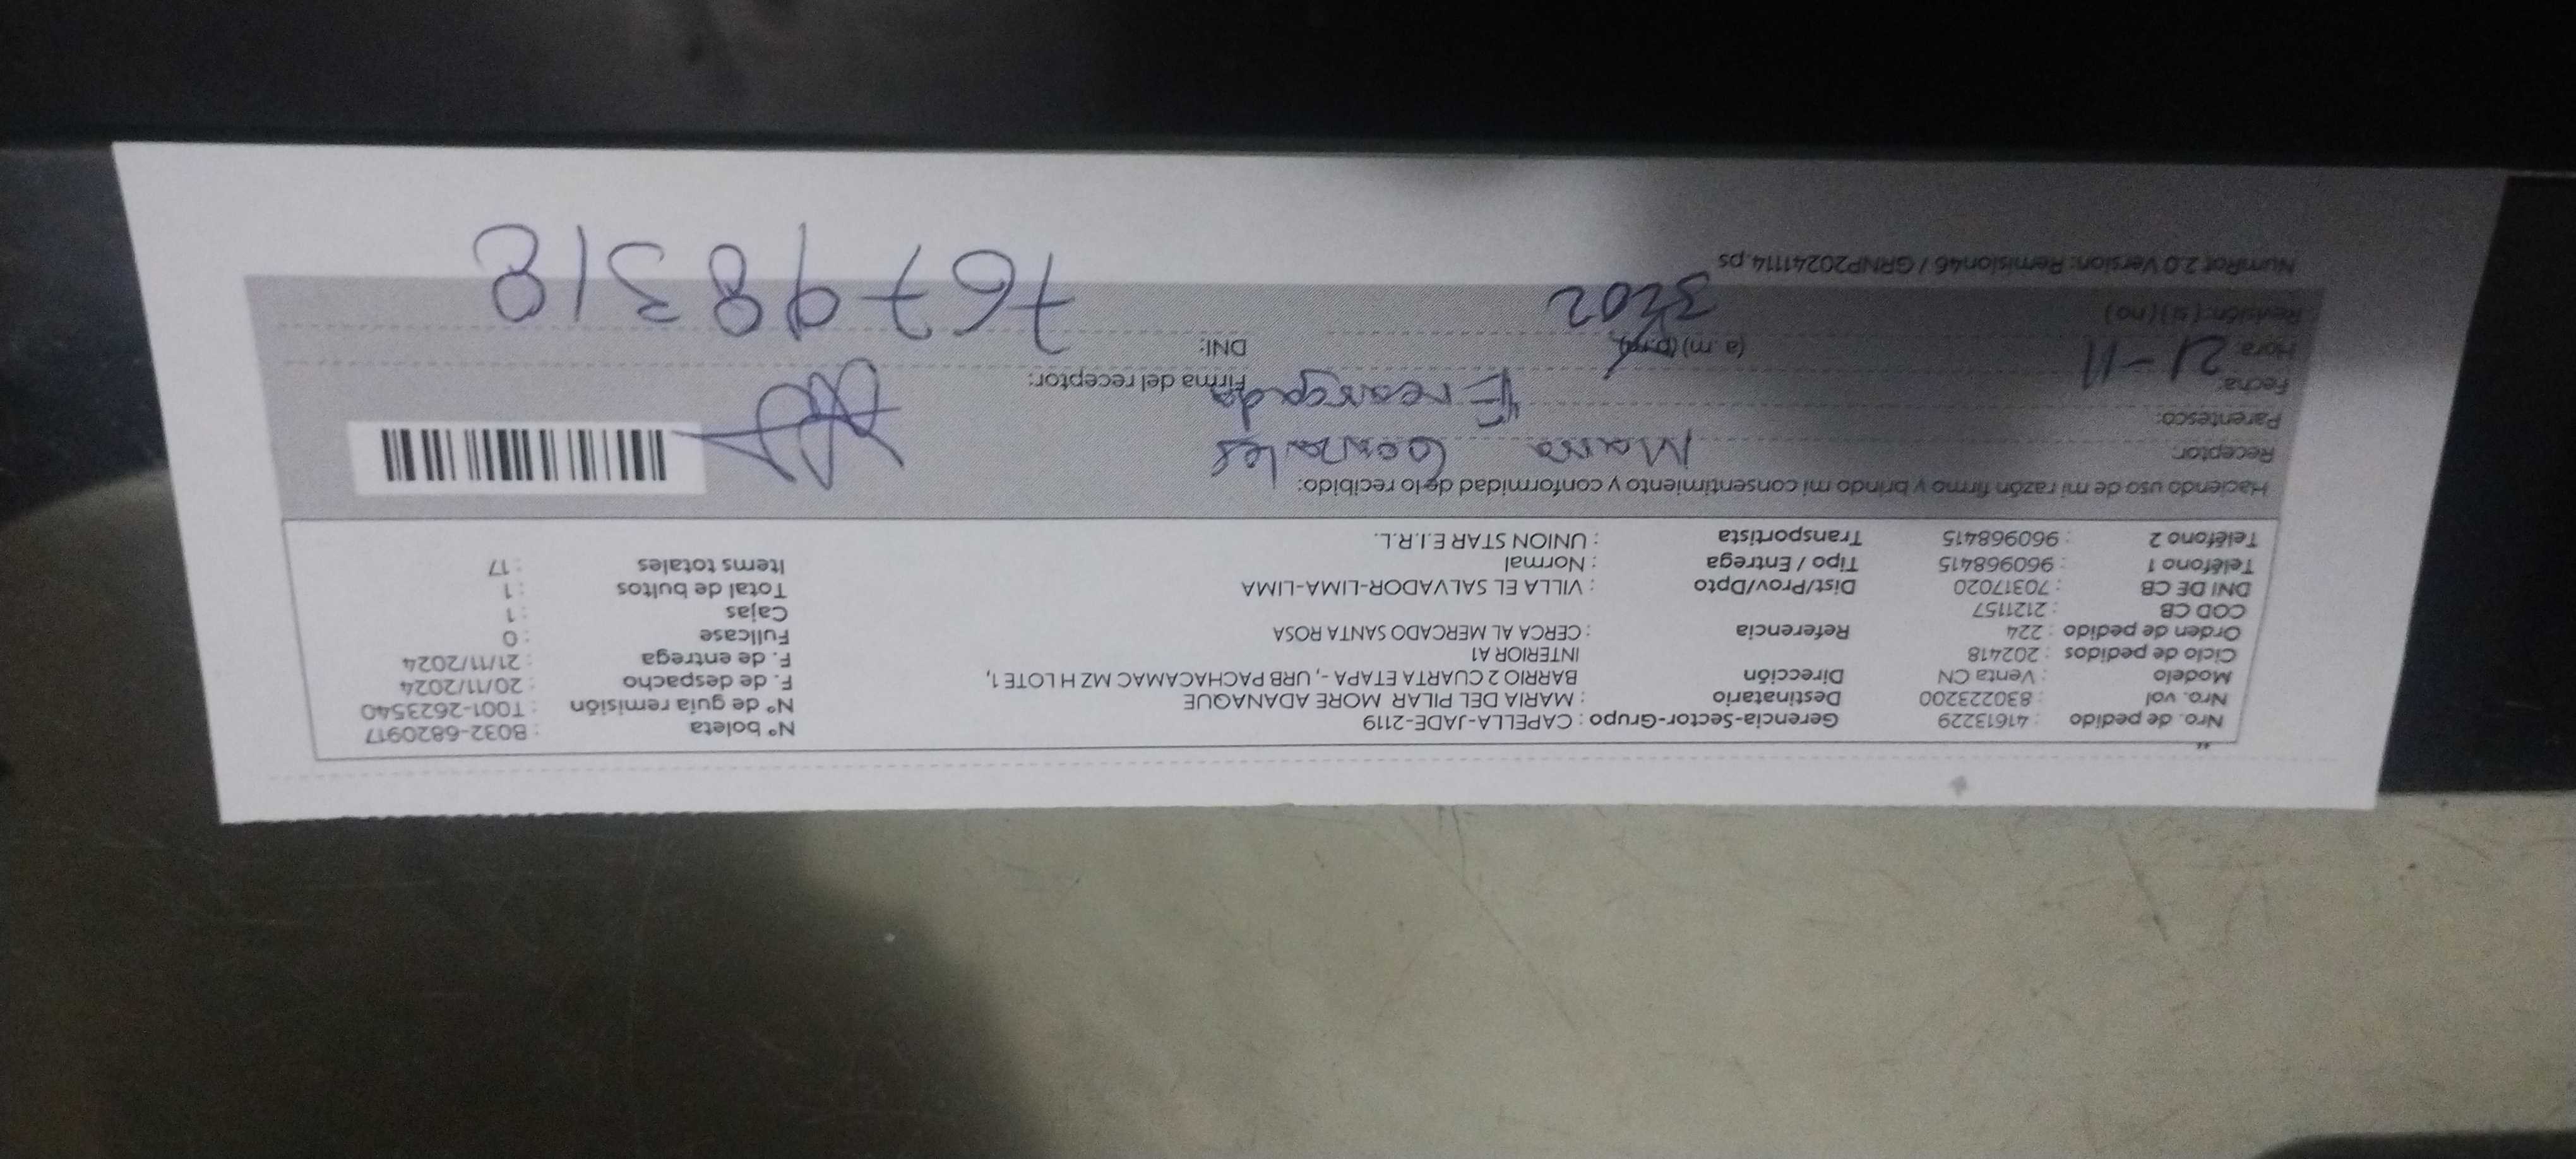 Nro. de pedido : 41613229 Gerencia-Sector-Grupo : CAPELLA-JADE-2119 N° boleta : B032-6820917
Nro. vol : 830223200 Destinatario : MARIA DEL PILAR MORE ADANAQUE N° de guia remisión : T001-2623540
Modelo : Venta CN Dirección BARRIO 2 CUARTA ETAPA -, URB PACHACAMAC MZ H LOTE 1, F. de despacho : 20/11/2024
Ciclo de pedidos : 202418 INTERIOR A1 F. de entrega : 21/11/2024
Orden de pedido : 224 Referencia : CERCA AL MERCADO SANTA ROSA Fullcase : 0
COD CB : 2121157 Cajas : 1
DNI DE CB : 70317020 Dist/Prov/Dpto : VILLA EL SALVADOR-LIMA-LIMA Total de bultos : 1
Teléfono 1 : 960968415 Tipo / Entrega : Normal Items totales : 17
Teléfono 2 : 960968415 Transportista : UNION STAR E.I.R.L.
Haciendo uso de mi razón firmo y brindo mi consentimiento y conformidad de lo recibido:
Receptor: Gonzales
Parentesco:
Fecha: 21-11 Firma del receptor:
Hora: (a. m) (p.m) DNI: 76798318
Revisión: (si) (no) 3202
NumRot 2.0 Version: Remision46 / GRNP20241114.ps